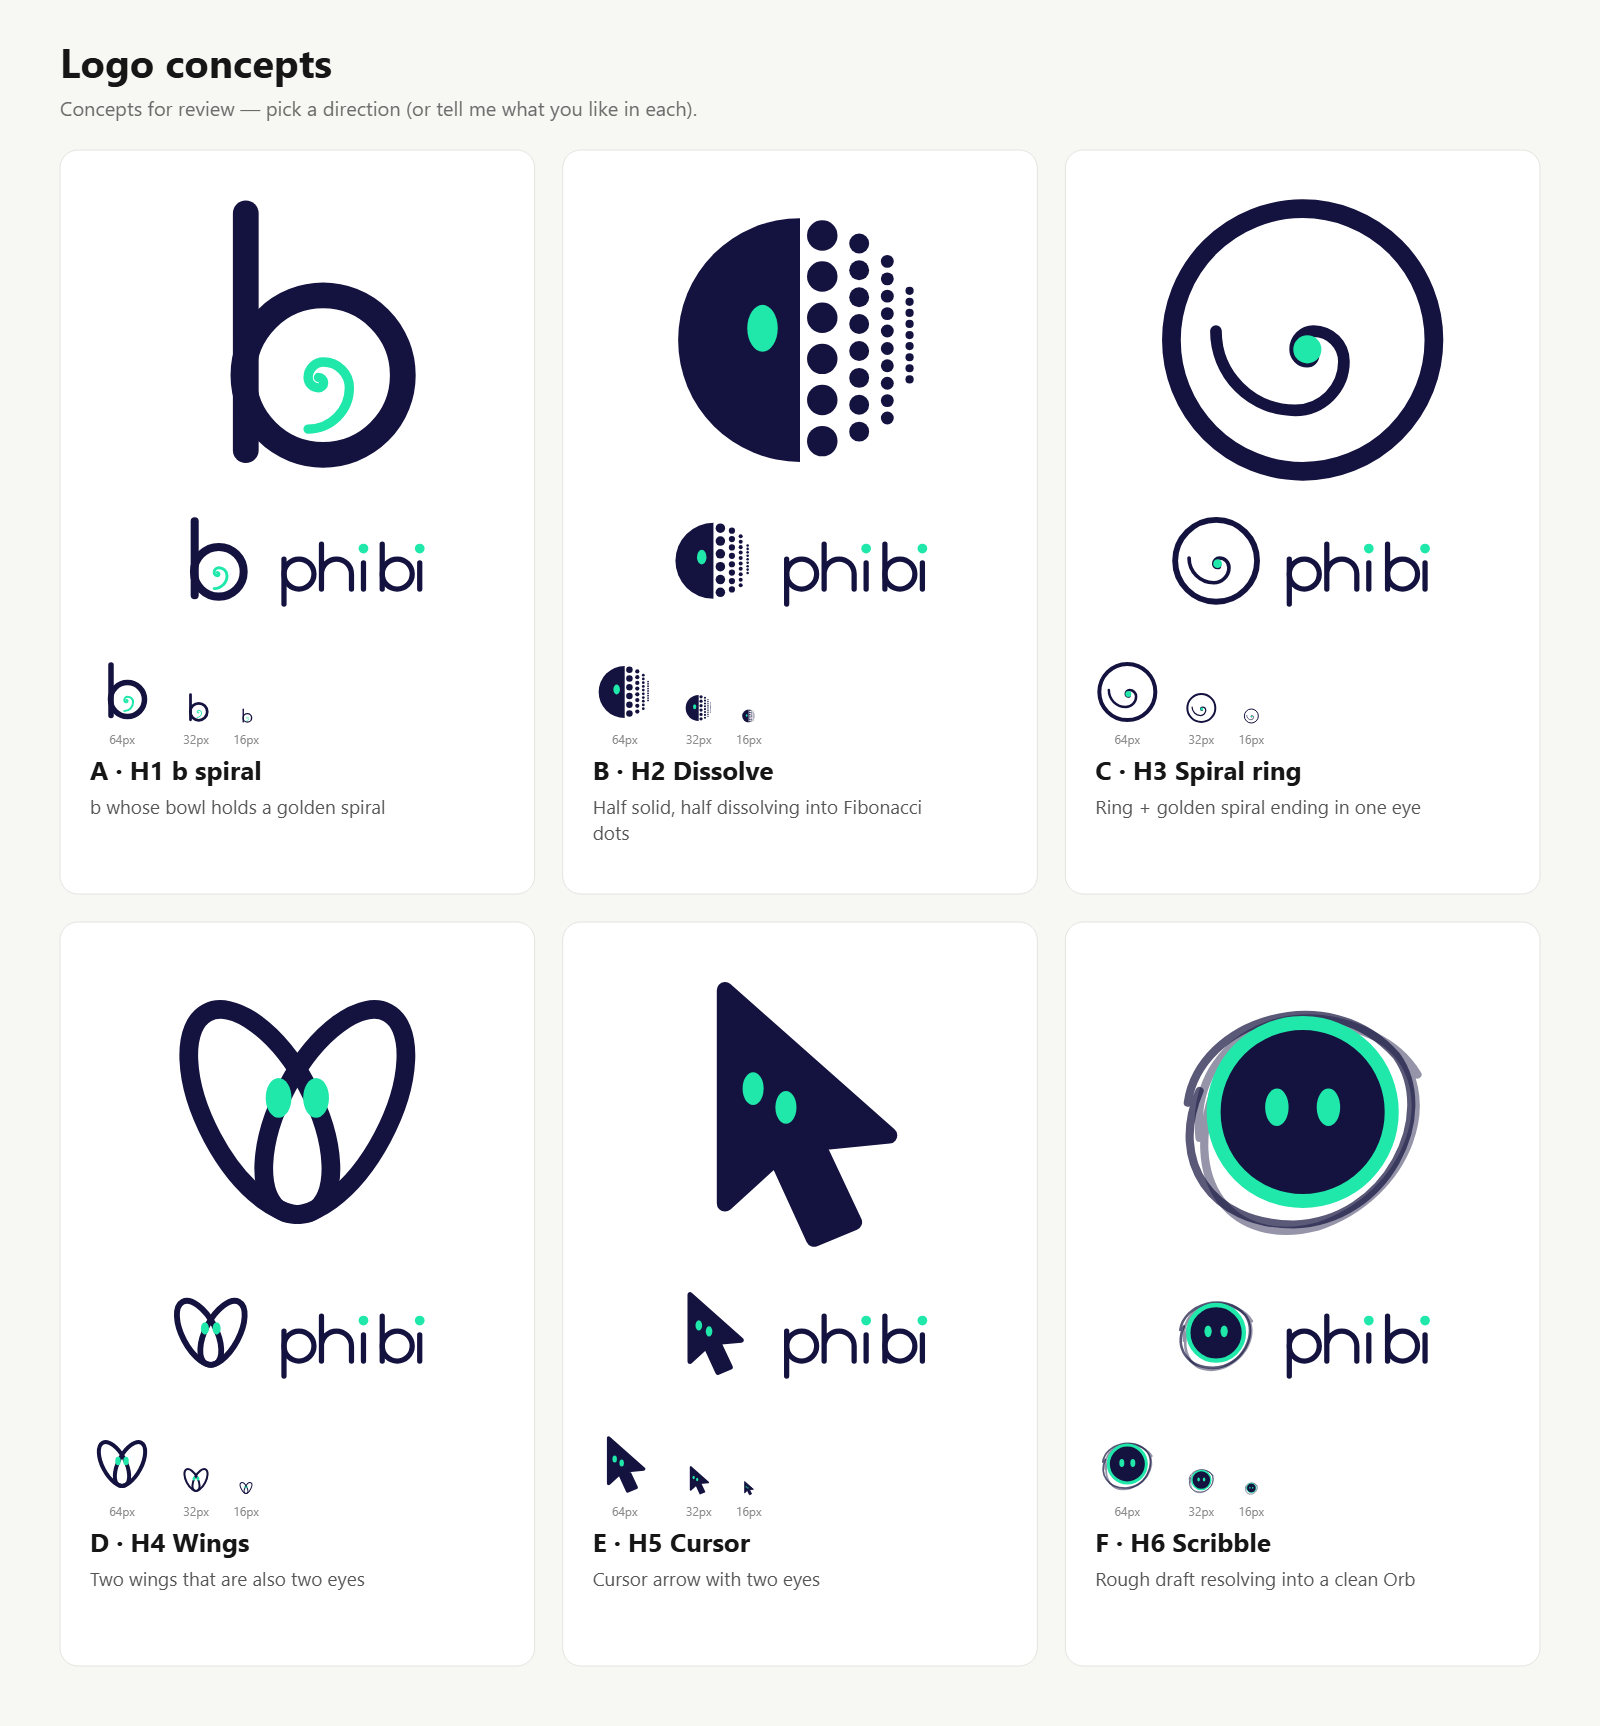 Logo concepts
Concepts for review — pick a direction (or tell me what you like in each).
b
phibi
phibi
phibi
64px 32px 16px
64px 32px 16px
64px 32px 16px
A · H1 b spiral
b whose bowl holds a golden spiral
B · H2 Dissolve
Half solid, half dissolving into Fibonacci
dots
C · H3 Spiral ring
Ring + golden spiral ending in one eye
phibi
phibi
phibi
64px 32px 16px
64px 32px 16px
64px 32px 16px
D · H4 Wings
Two wings that are also two eyes
E · H5 Cursor
Cursor arrow with two eyes
F · H6 Scribble
Rough draft resolving into a clean Orb